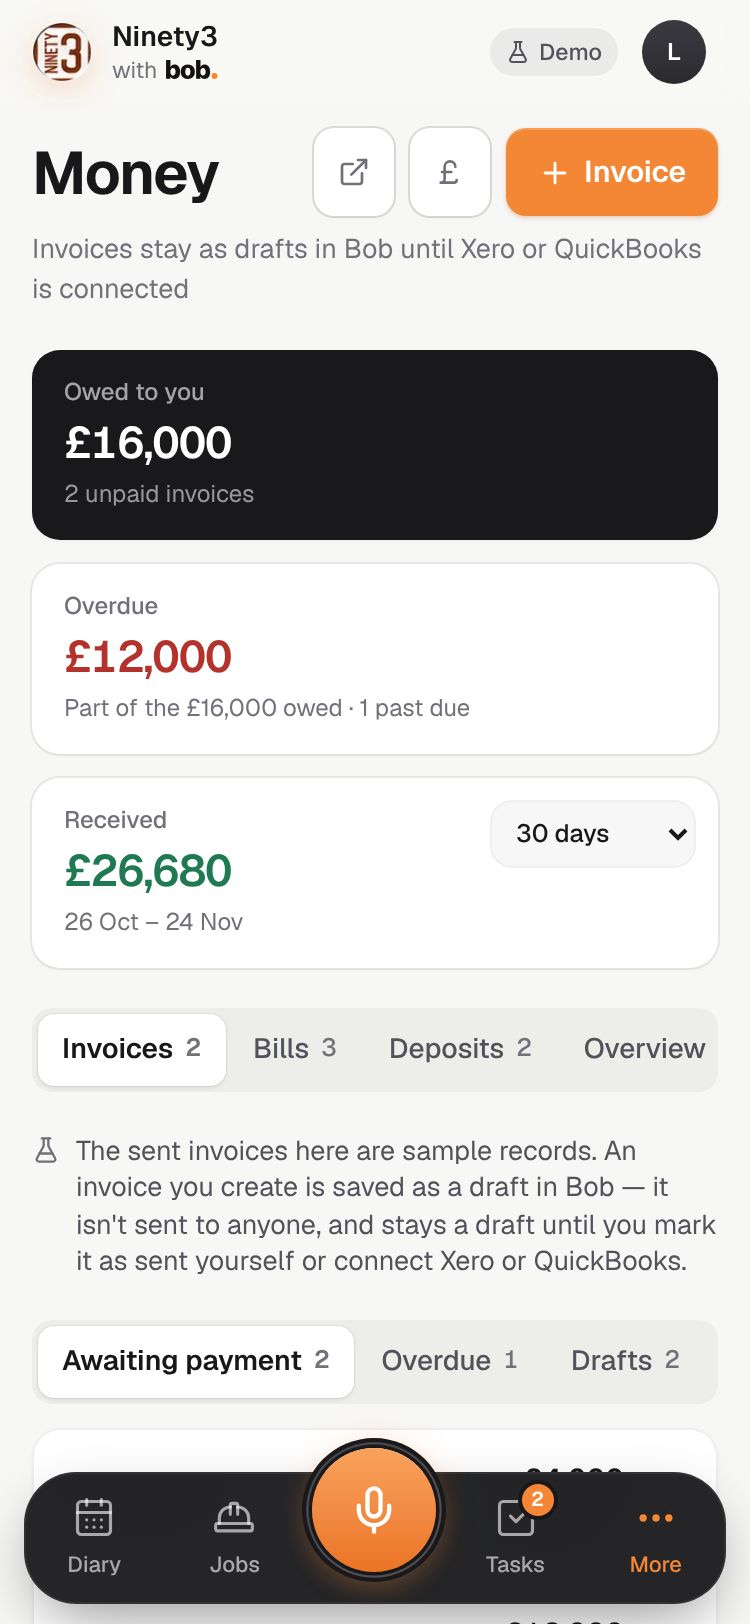 NINETY 3
Ninety3
with bob.
Demo
L
Money
£
+ Invoice
Invoices stay as drafts in Bob until Xero or QuickBooks
is connected
Owed to you
£16,000
2 unpaid invoices
Overdue
£12,000
Part of the £16,000 owed · 1 past due
Received
30 days
£26,680
26 Oct – 24 Nov
Invoices 2 Bills 3 Deposits 2 Overview
The sent invoices here are sample records. An
invoice you create is saved as a draft in Bob — it
isn't sent to anyone, and stays a draft until you mark
it as sent yourself or connect Xero or QuickBooks.
Awaiting payment 2 Overdue 1 Drafts 2
2
Diary Jobs Tasks More